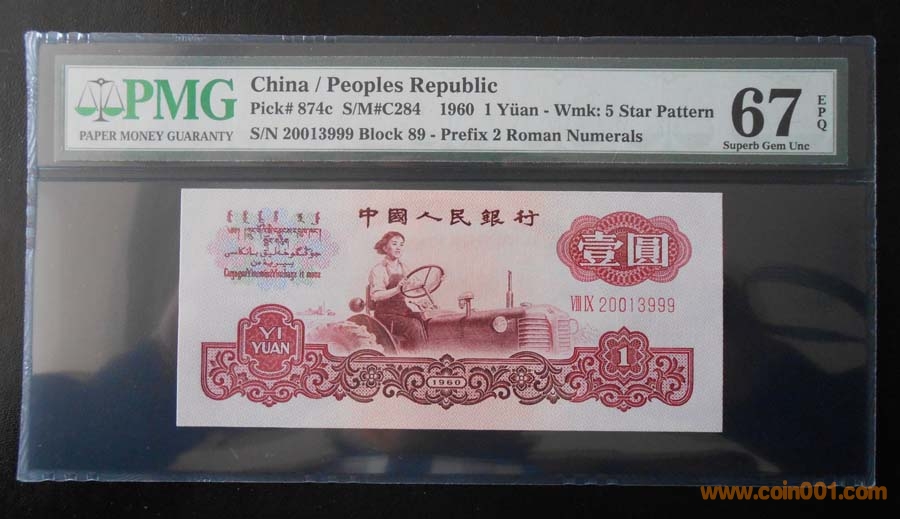 PMG
PAPER MONEY GUARANTY
China / Peoples Republic
Pick# 874c S/M#C284 1960 1 Yüan - Wmk: 5 Star Pattern
S/N 20013999 Block 89 - Prefix 2 Roman Numerals
67
EPQ
Superb Gem Unc
中國人民銀行
壹圓
VIII IX 20013999
YI
YUAN
1960
1
www.coin001.com